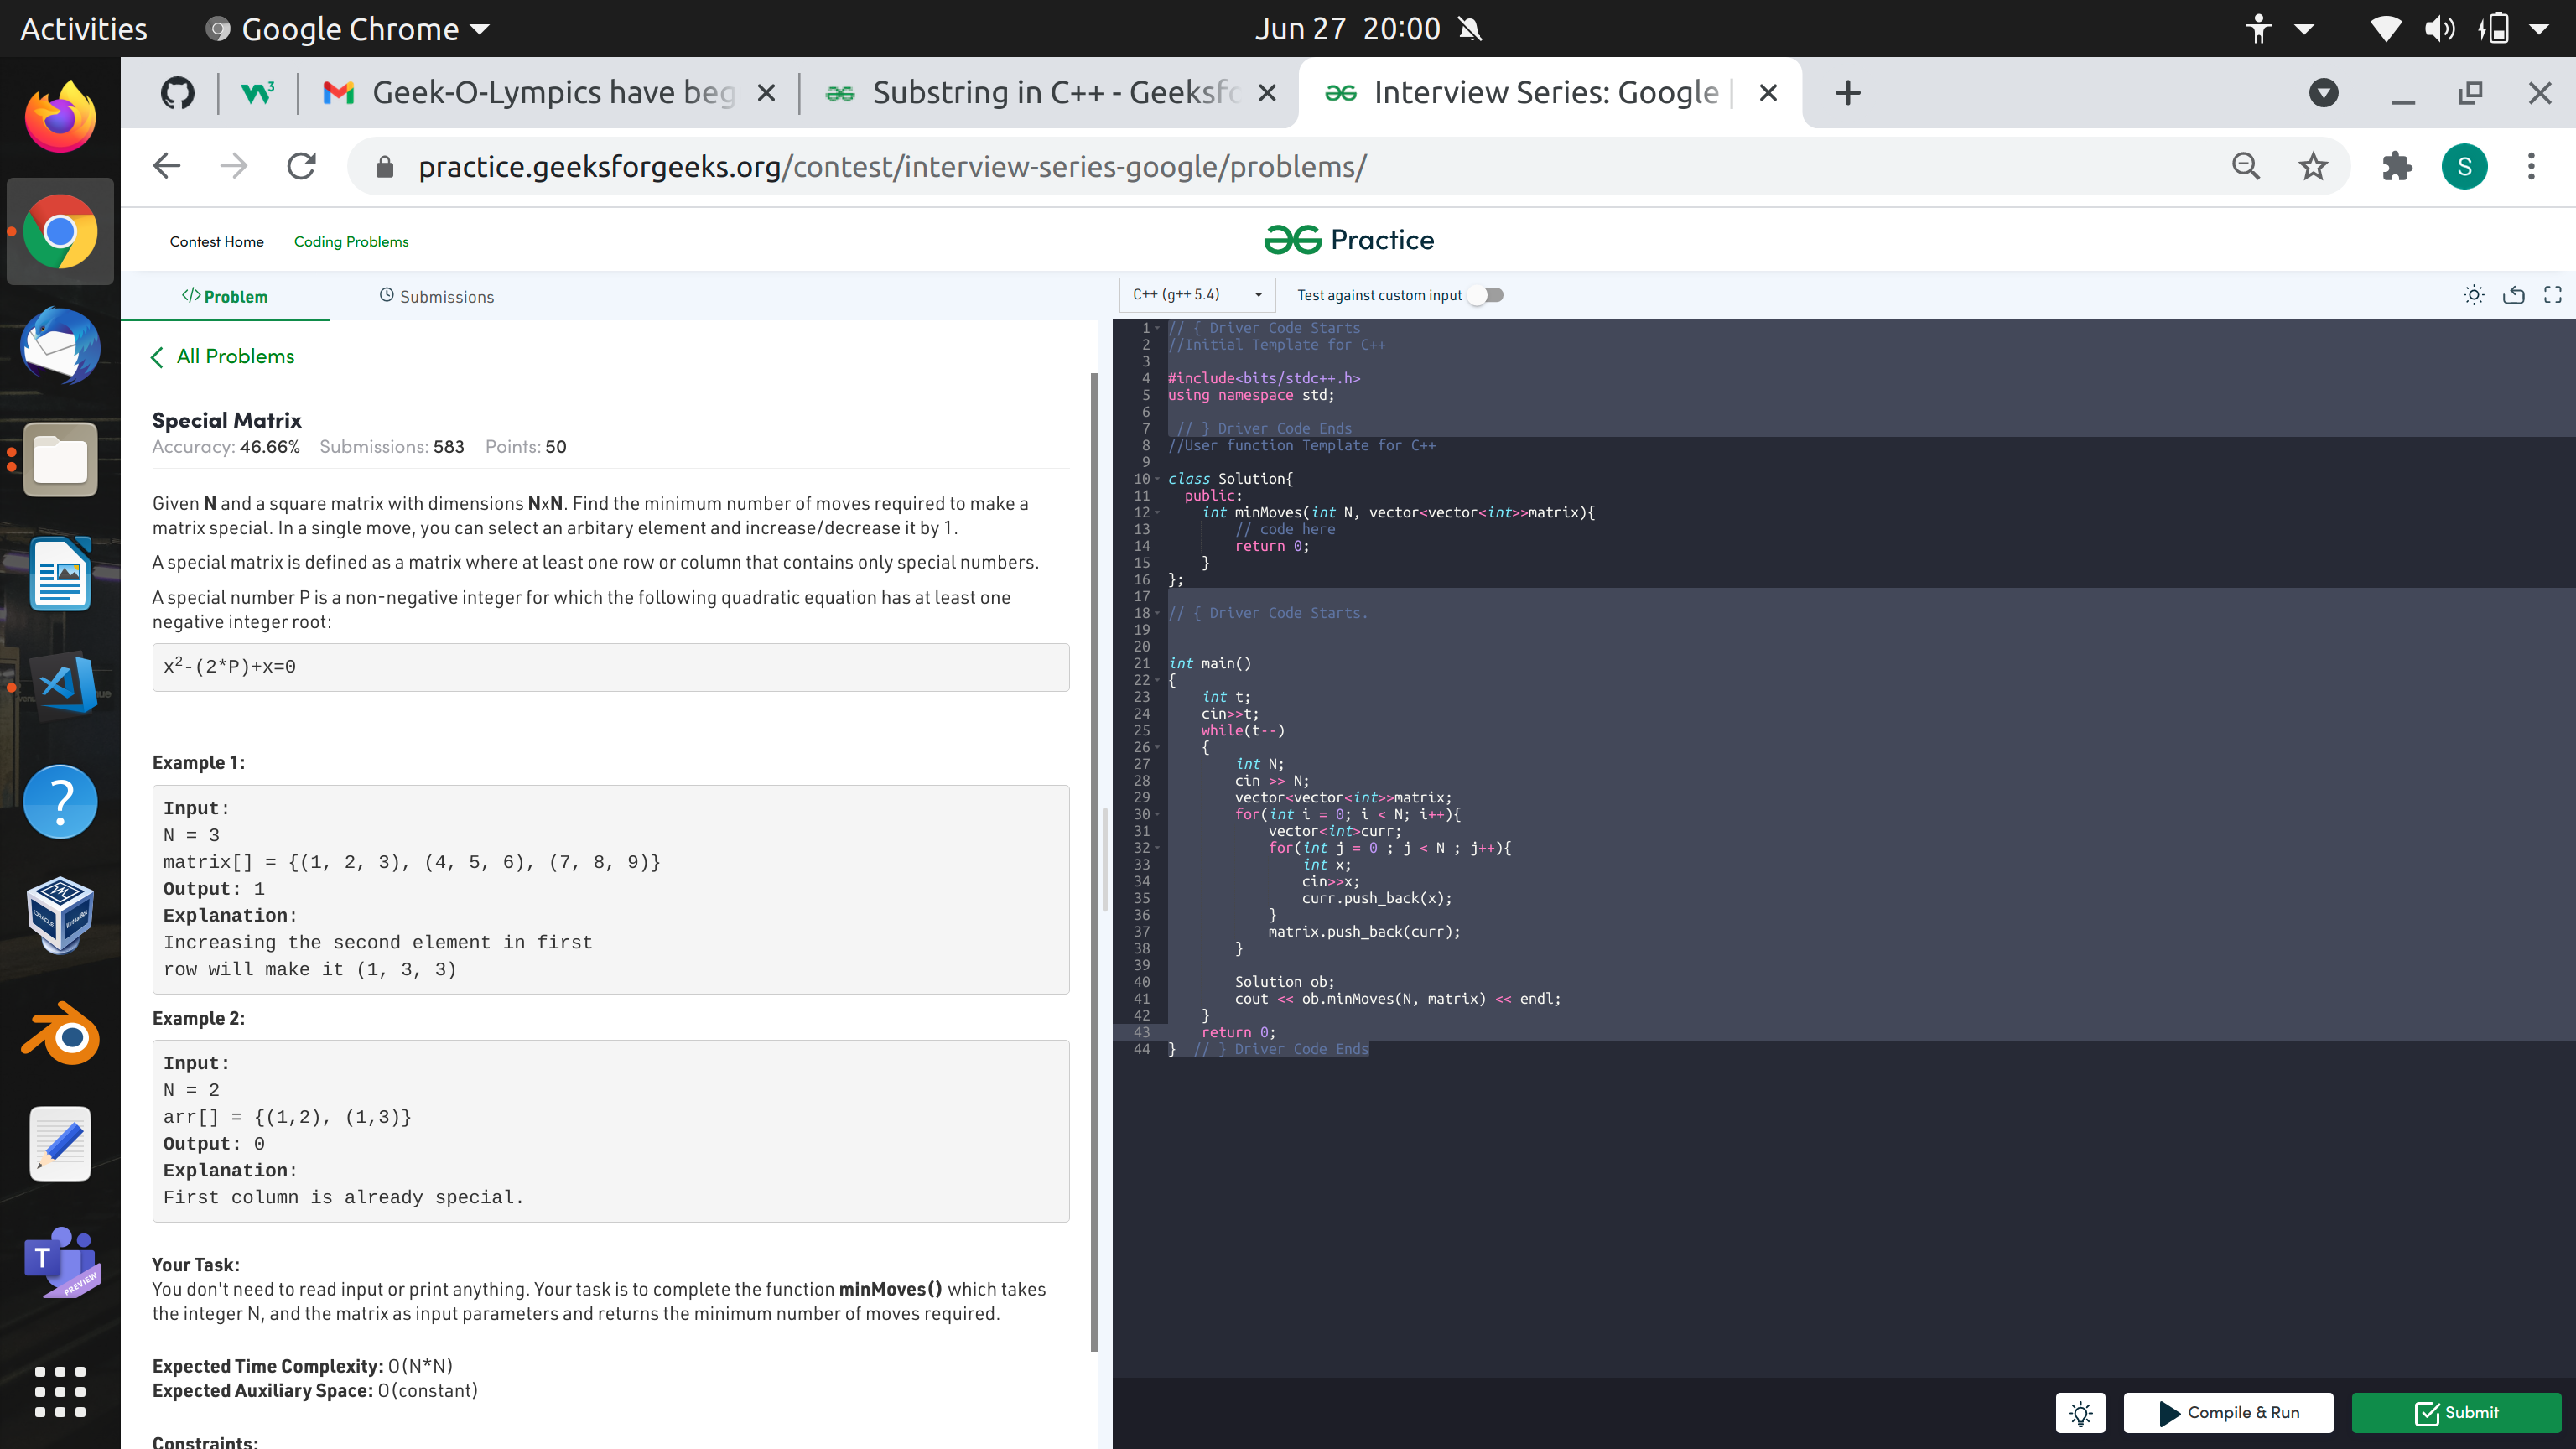 Activities
Google Chrome
Jun 27 20:00
Geek-O-Lympics have beg
Substring in C++ - Geeksfo
Interview Series: Google |
practice.geeksforgeeks.org/contest/interview-series-google/problems/
S
Contest Home
Coding Problems
Practice
</> Problem
Submissions
C++ (g++ 5.4)
Test against custom input
All Problems
Special Matrix
Accuracy: 46.66% Submissions: 583 Points: 50
Given N and a square matrix with dimensions NxN. Find the minimum number of moves required to make a
matrix special. In a single move, you can select an arbitary element and increase/decrease it by 1.
A special matrix is defined as a matrix where at least one row or column that contains only special numbers.
A special number P is a non-negative integer for which the following quadratic equation has at least one
negative integer root:
x²-(2*P)+x=0
Example 1:
Input:
N = 3
matrix[] = {(1, 2, 3), (4, 5, 6), (7, 8, 9)}
Output: 1
Explanation:
Increasing the second element in first
row will make it (1, 3, 3)
Example 2:
Input:
N = 2
arr[] = {(1,2), (1,3)}
Output: 0
Explanation:
First column is already special.
Your Task:
You don't need to read input or print anything. Your task is to complete the function minMoves() which takes
the integer N, and the matrix as input parameters and returns the minimum number of moves required.
Expected Time Complexity: O(N*N)
Expected Auxiliary Space: O(constant)
Constraints:
1 // { Driver Code Starts
2 //Initial Template for C++
3
4 #include<bits/stdc++.h>
5 using namespace std;
6
7 // } Driver Code Ends
8 //User function Template for C++
9
10 class Solution{
11 public:
12 int minMoves(int N, vector<vector<int>>matrix){
13 // code here
14 return 0;
15 }
16 };
17
18 // { Driver Code Starts.
19
20
21 int main()
22 {
23 int t;
24 cin>>t;
25 while(t--)
26 {
27 int N;
28 cin >> N;
29 vector<vector<int>>matrix;
30 for(int i = 0; i < N; i++){
31 vector<int>curr;
32 for(int j = 0 ; j < N ; j++){
33 int x;
34 cin>>x;
35 curr.push_back(x);
36 }
37 matrix.push_back(curr);
38 }
39
40 Solution ob;
41 cout << ob.minMoves(N, matrix) << endl;
42 }
43 return 0;
44 } // } Driver Code Ends
Compile & Run
Submit
T
PREVIEW